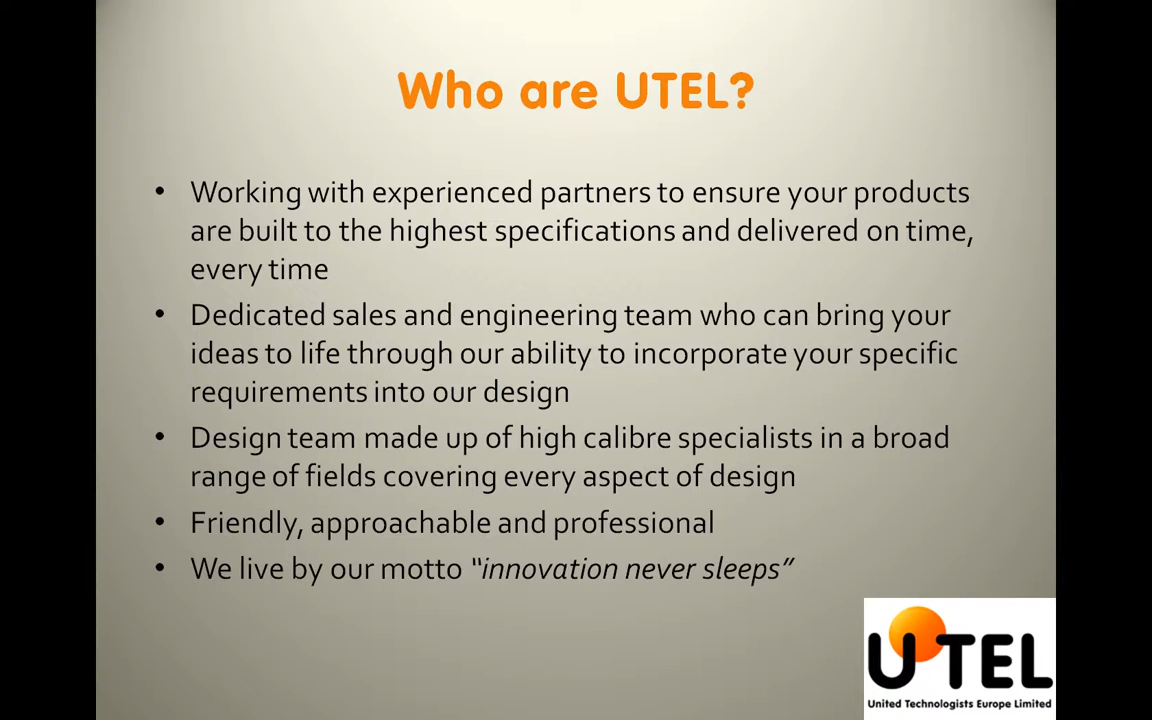 Who are UTEL?
• Working with experienced partners to ensure your products
are built to the highest specifications and delivered on time,
every time
• Dedicated sales and engineering team who can bring your
ideas to life through our ability to incorporate your specific
requirements into our design
• Design team made up of high calibre specialists in a broad
range of fields covering every aspect of design
• Friendly, approachable and professional
• We live by our motto “innovation never sleeps”
UTEL
United Technologists Europe Limited